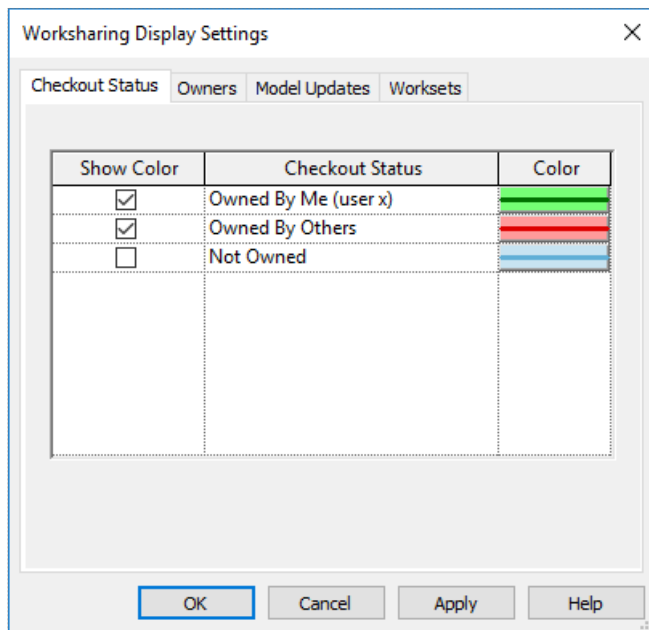 Worksharing Display Settings
Checkout Status Owners Model Updates Worksets
Show Color Checkout Status Color
Owned By Me (user x)
Owned By Others
Not Owned
OK Cancel Apply Help